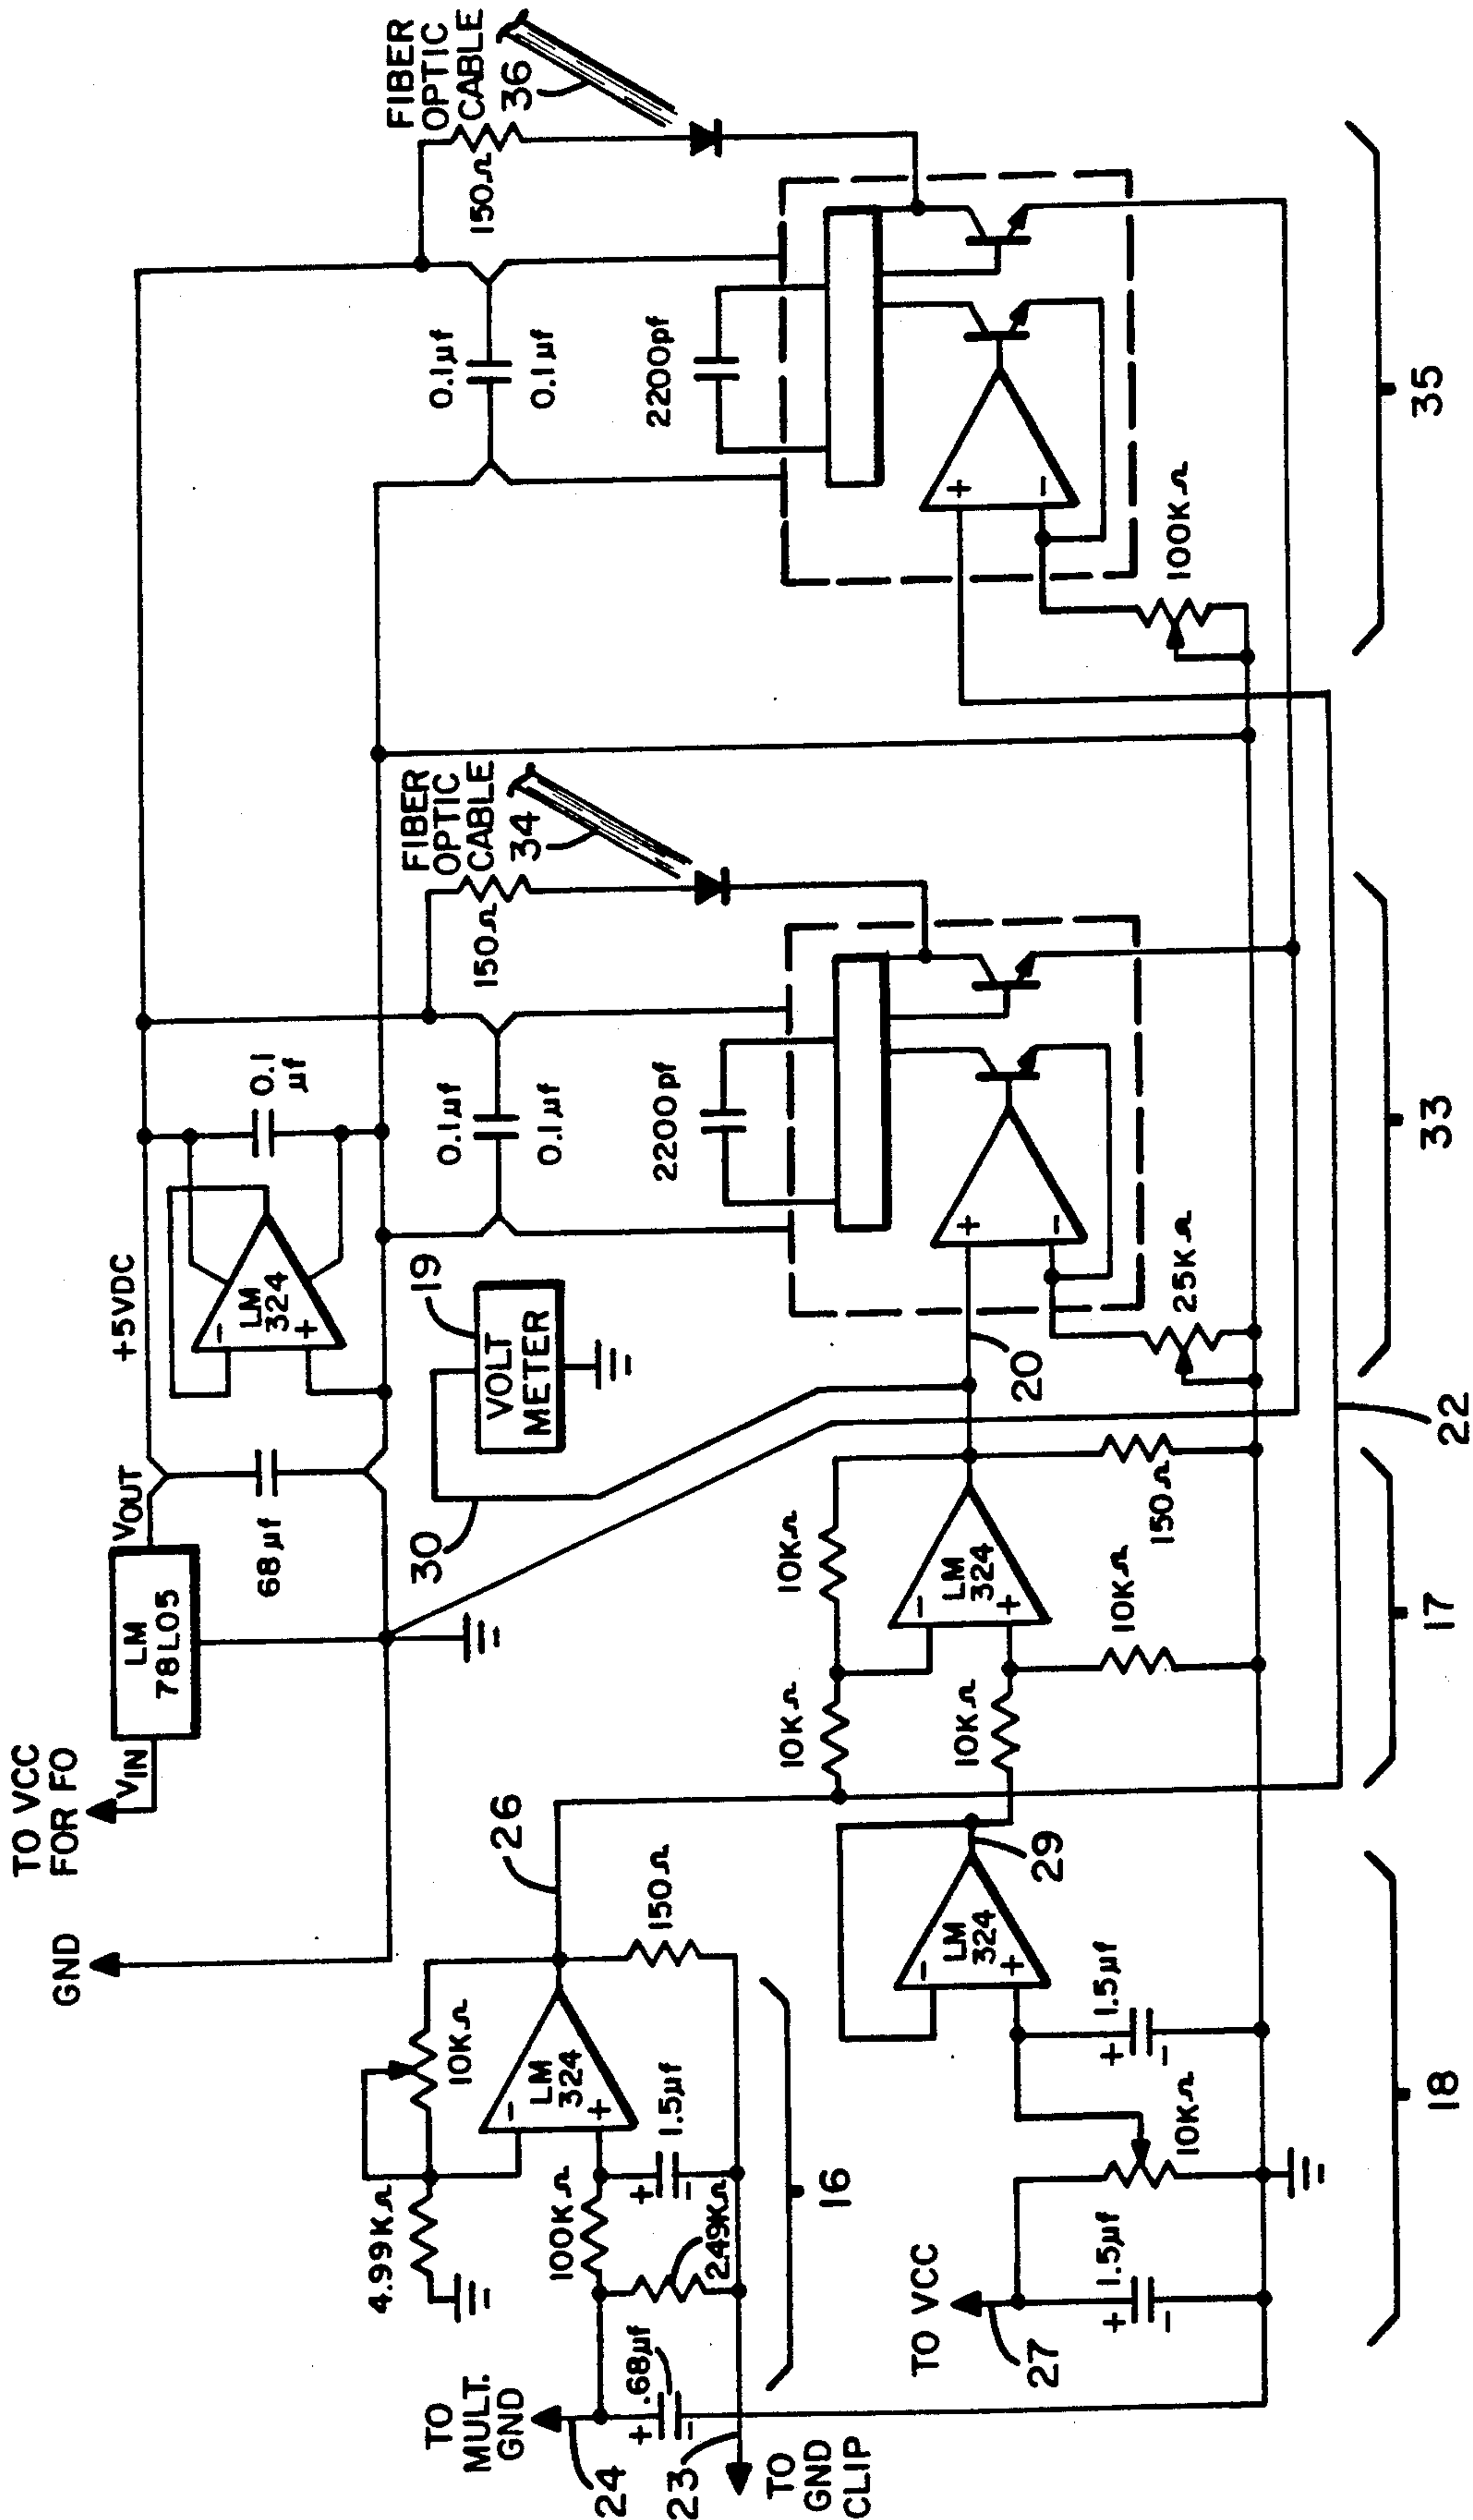 GND
TO VCC
FOR FO
VIN
LM
78L05
VOUT
+5VDC
68µf
LM
324
-
+
0.1
µf
FIBER
OPTIC
CABLE
34
150Ω
FIBER
OPTIC
CABLE
36
150Ω
0.1µf
0.1µf
0.1µf
0.1µf
2200pf
2200pf
19
VOLT
METER
30
4.99KΩ
10KΩ
LM
324
-
+
26
150Ω
TO
MULT.
GND
24
+
.68µf
-
23
100KΩ
249KΩ
+
1.5µf
-
TO
GND
CLIP
16
10KΩ
10KΩ
10KΩ
10KΩ
LM
324
-
+
150Ω
LM
324
-
+
29
TO VCC
27
+
1.5µf
-
10KΩ
+
1.5µf
-
20
+
-
25KΩ
+
-
100KΩ
18
17
22
33
35